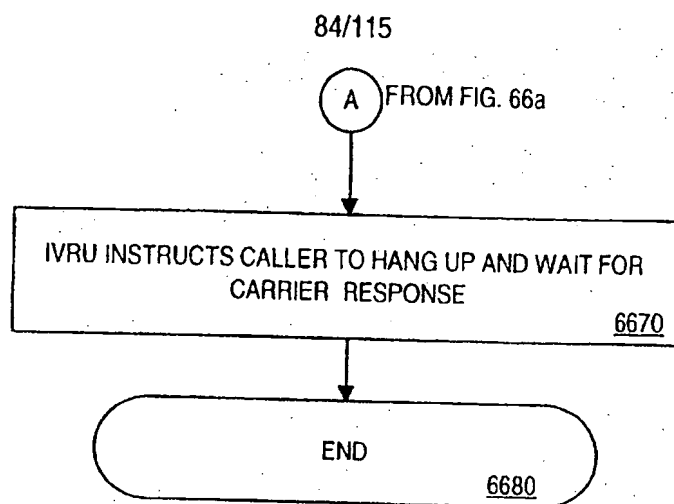 84/115
A FROM FIG. 66a
IVRU INSTRUCTS CALLER TO HANG UP AND WAIT FOR
CARRIER RESPONSE
6670
END
6680